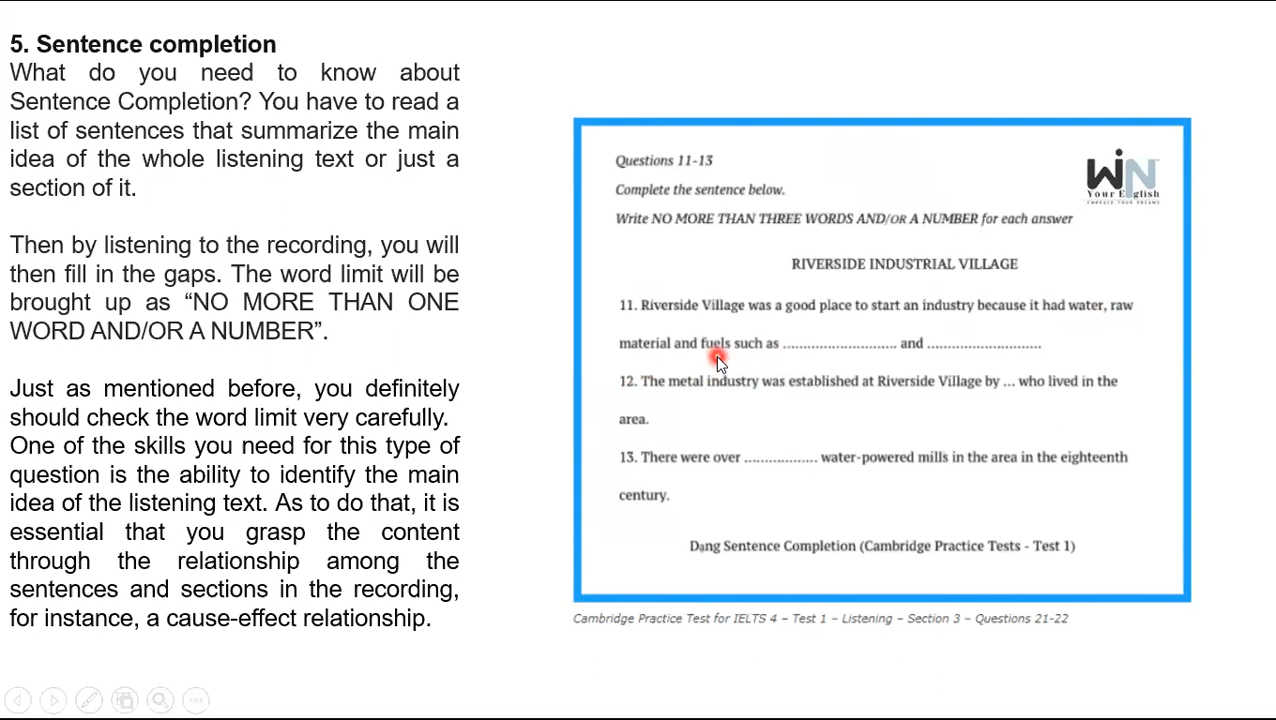 5. Sentence completion
What do you need to know about
Sentence Completion? You have to read a
list of sentences that summarize the main
idea of the whole listening text or just a
section of it.
Then by listening to the recording, you will
then fill in the gaps. The word limit will be
brought up as “NO MORE THAN ONE
WORD AND/OR A NUMBER”.
Just as mentioned before, you definitely
should check the word limit very carefully.
One of the skills you need for this type of
question is the ability to identify the main
idea of the listening text. As to do that, it is
essential that you grasp the content
through the relationship among the
sentences and sections in the recording,
for instance, a cause-effect relationship.
Questions 11-13
Complete the sentence below.
Write NO MORE THAN THREE WORDS AND/OR A NUMBER for each answer
WiN
Your English
EMBRACE YOUR DREAMS
RIVERSIDE INDUSTRIAL VILLAGE
11. Riverside Village was a good place to start an industry because it had water, raw
material and fuels such as ............................ and ............................
12. The metal industry was established at Riverside Village by ... who lived in the
area.
13. There were over .................. water-powered mills in the area in the eighteenth
century.
Dạng Sentence Completion (Cambridge Practice Tests - Test 1)
Cambridge Practice Test for IELTS 4 – Test 1 – Listening – Section 3 – Questions 21-22